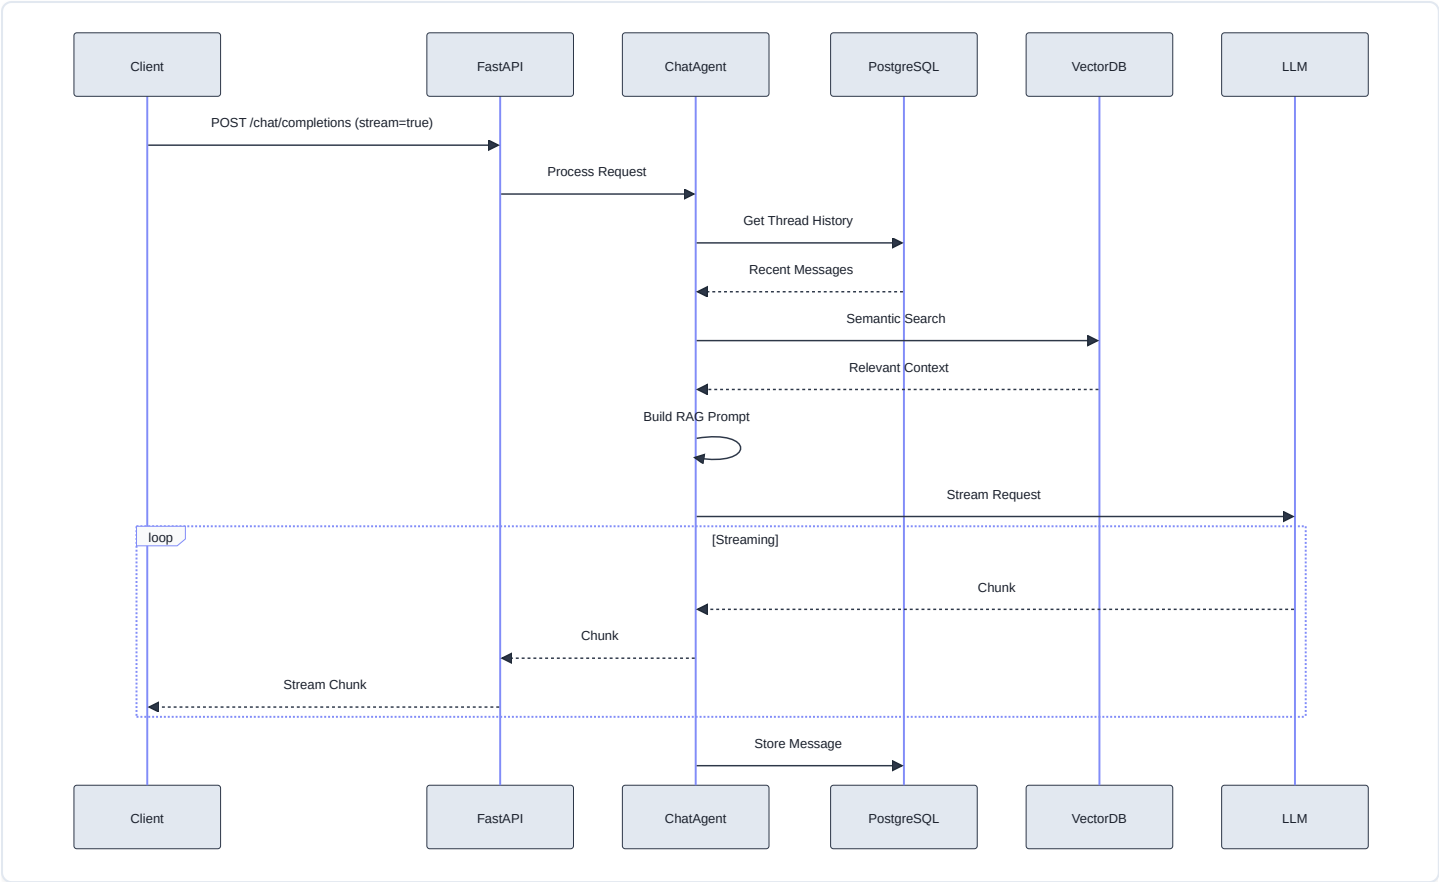 Client
FastAPI
ChatAgent
PostgreSQL
VectorDB
LLM
POST /chat/completions (stream=true)
Process Request
Get Thread History
Recent Messages
Semantic Search
Relevant Context
Build RAG Prompt
Stream Request
loop
[Streaming]
Chunk
Chunk
Stream Chunk
Store Message
Client
FastAPI
ChatAgent
PostgreSQL
VectorDB
LLM